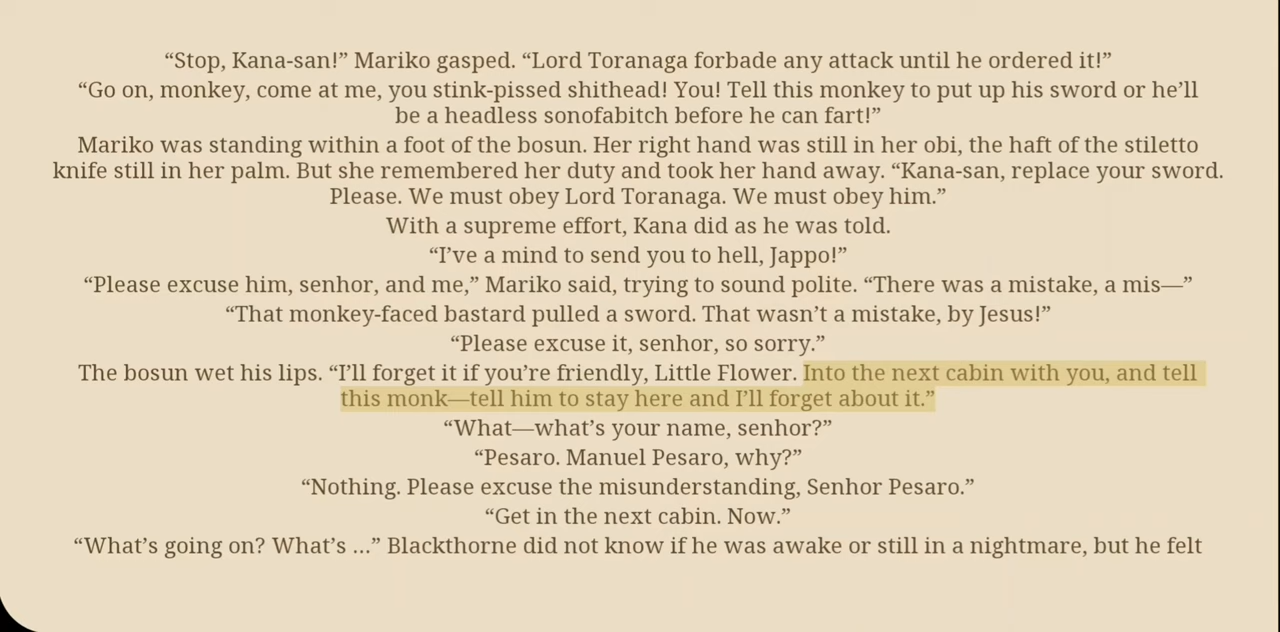 “Stop, Kana-san!” Mariko gasped. “Lord Toranaga forbade any attack until he ordered it!”
“Go on, monkey, come at me, you stink-pissed shithead! You! Tell this monkey to put up his sword or he’ll
be a headless sonofabitch before he can fart!”
Mariko was standing within a foot of the bosun. Her right hand was still in her obi, the haft of the stiletto
knife still in her palm. But she remembered her duty and took her hand away. “Kana-san, replace your sword.
Please. We must obey Lord Toranaga. We must obey him.”
With a supreme effort, Kana did as he was told.
“I’ve a mind to send you to hell, Jappo!”
“Please excuse him, senhor, and me,” Mariko said, trying to sound polite. “There was a mistake, a mis—”
“That monkey-faced bastard pulled a sword. That wasn’t a mistake, by Jesus!”
“Please excuse it, senhor, so sorry.”
The bosun wet his lips. “I’ll forget it if you’re friendly, Little Flower. Into the next cabin with you, and tell
this monk—tell him to stay here and I’ll forget about it.”
“What—what’s your name, senhor?”
“Pesaro. Manuel Pesaro, why?”
“Nothing. Please excuse the misunderstanding, Senhor Pesaro.”
“Get in the next cabin. Now.”
“What’s going on? What’s …” Blackthorne did not know if he was awake or still in a nightmare, but he felt